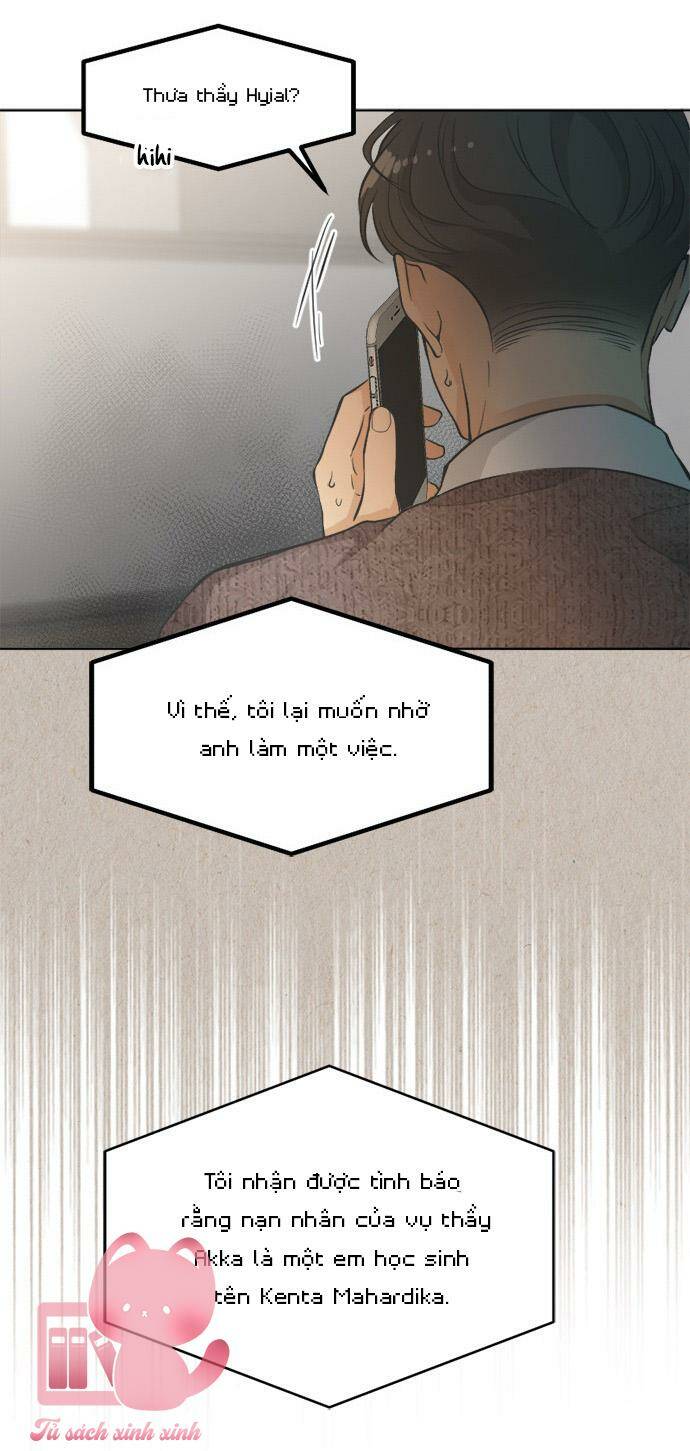 Thưa thầy Hyial?
hihi
Vì thế, tôi lại muốn nhờ
anh làm một việc.
Tôi nhận được tình báo
rằng nạn nhân của vụ thầy
Akka là một em học sinh
tên Kenta Mahardika.
Tủ sách xinh xinh